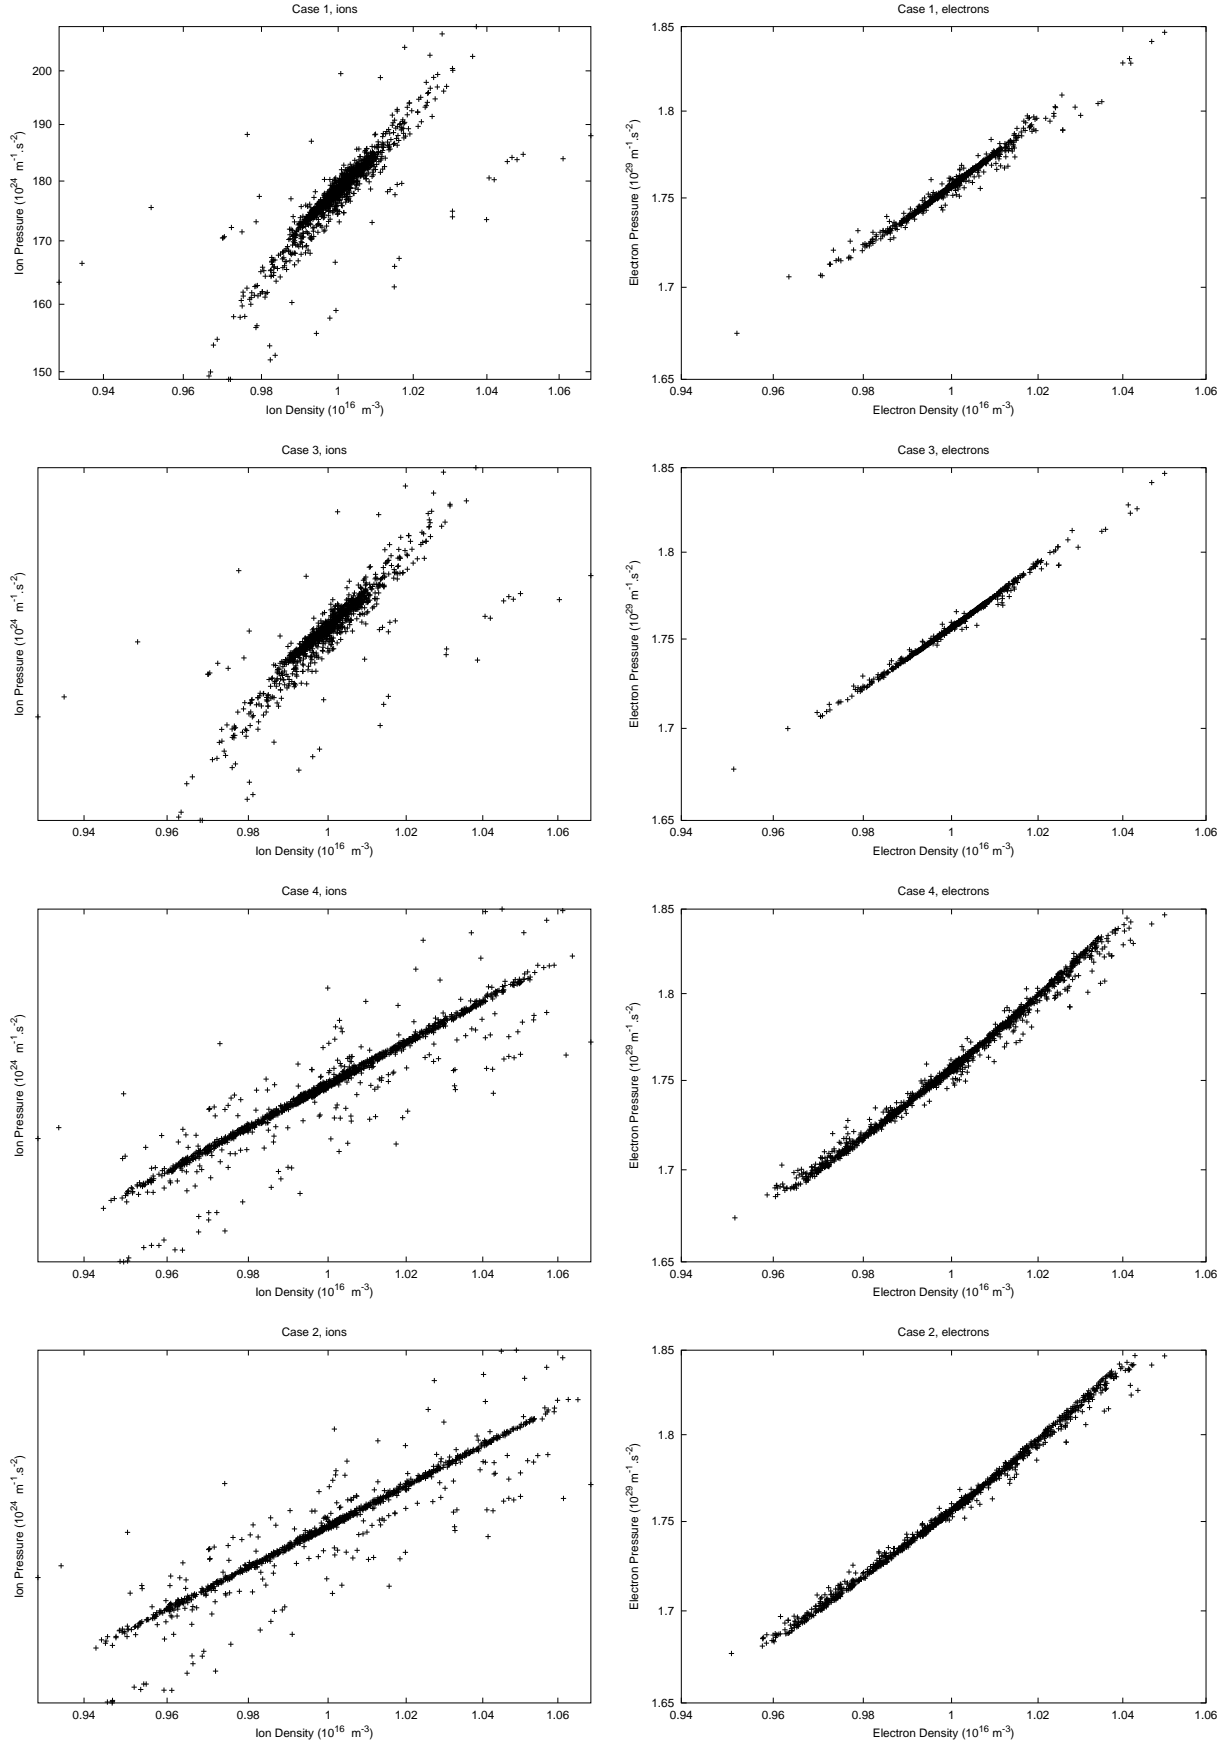 Case 1, ions
Ion Pressure (10^24 m^-1.s^-2)
200
190
180
170
160
150
0.94 0.96 0.98 1 1.02 1.04 1.06
Ion Density (10^16 m^-3)
Case 1, electrons
Electron Pressure (10^29 m^-1.s^-2)
1.85
1.8
1.75
1.7
1.65
0.94 0.96 0.98 1 1.02 1.04 1.06
Electron Density (10^16 m^-3)
Case 3, ions
Ion Pressure (10^24 m^-1.s^-2)
0.94 0.96 0.98 1 1.02 1.04 1.06
Ion Density (10^16 m^-3)
Case 3, electrons
Electron Pressure (10^29 m^-1.s^-2)
1.85
1.8
1.75
1.7
1.65
0.94 0.96 0.98 1 1.02 1.04 1.06
Electron Density (10^16 m^-3)
Case 4, ions
Ion Pressure (10^24 m^-1.s^-2)
0.94 0.96 0.98 1 1.02 1.04 1.06
Ion Density (10^16 m^-3)
Case 4, electrons
Electron Pressure (10^29 m^-1.s^-2)
1.85
1.8
1.75
1.7
1.65
0.94 0.96 0.98 1 1.02 1.04 1.06
Electron Density (10^16 m^-3)
Case 2, ions
Ion Pressure (10^24 m^-1.s^-2)
0.94 0.96 0.98 1 1.02 1.04 1.06
Ion Density (10^16 m^-3)
Case 2, electrons
Electron Pressure (10^29 m^-1.s^-2)
1.85
1.8
1.75
1.7
1.65
0.94 0.96 0.98 1 1.02 1.04 1.06
Electron Density (10^16 m^-3)